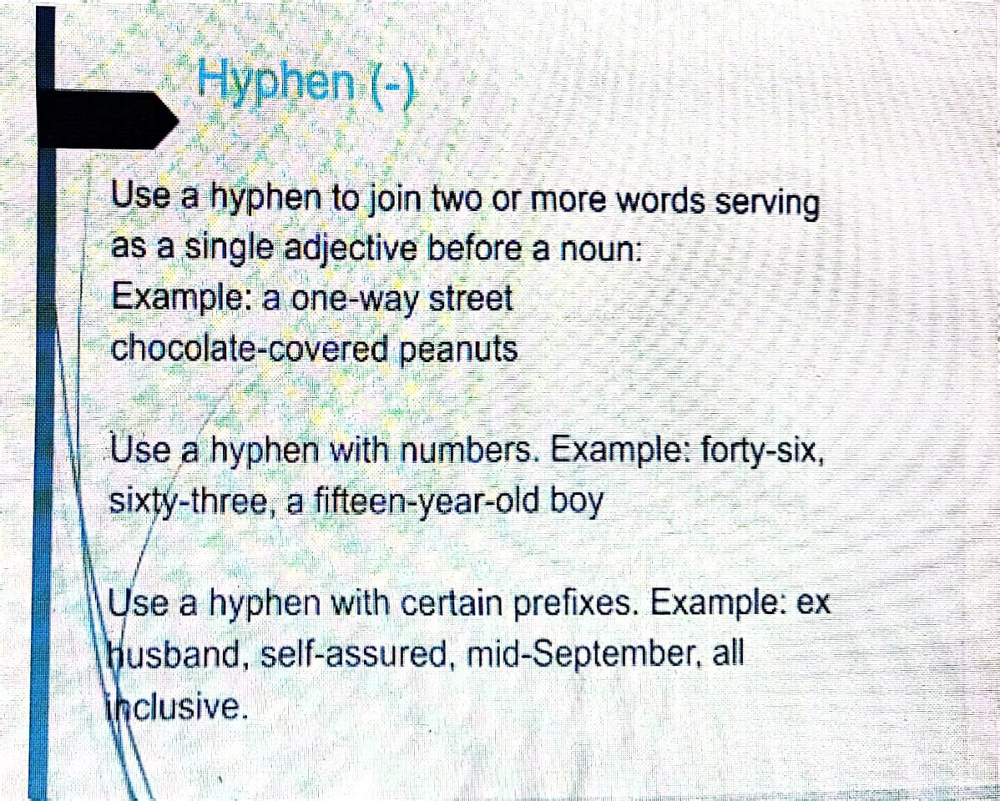 Hyphen (-)
Use a hyphen to join two or more words serving
as a single adjective before a noun:
Example: a one-way street
chocolate-covered peanuts
Use a hyphen with numbers. Example: forty-six,
sixty-three, a fifteen-year-old boy
Use a hyphen with certain prefixes. Example: ex
husband, self-assured, mid-September, all
inclusive.